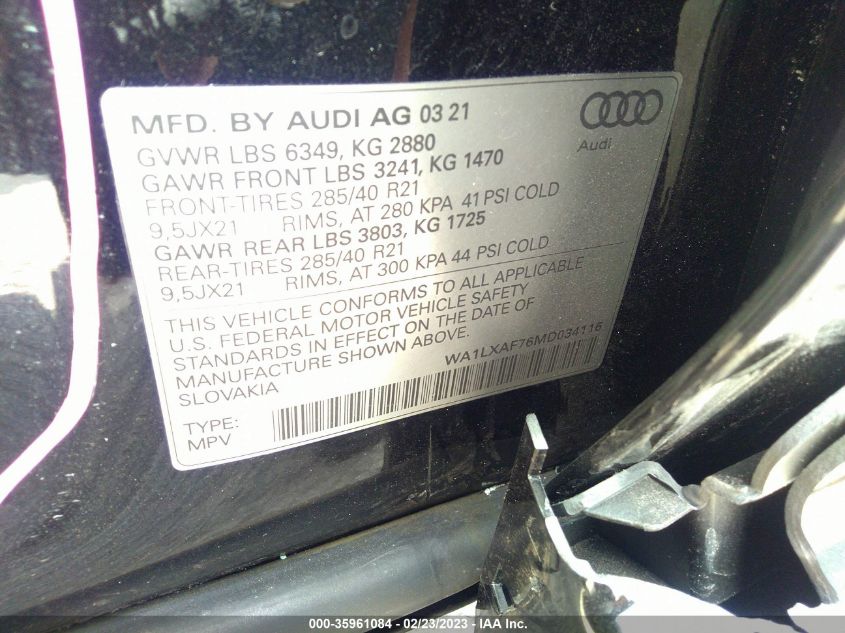 MFD. BY AUDI AG 03 21
Audi
GVWR LBS 6349, KG 2880
GAWR FRONT LBS 3241, KG 1470
FRONT-TIRES 285/40 R21
9,5JX21 RIMS, AT 280 KPA 41 PSI COLD
GAWR REAR LBS 3803, KG 1725
REAR-TIRES 285/40 R21
9,5JX21 RIMS, AT 300 KPA 44 PSI COLD
THIS VEHICLE CONFORMS TO ALL APPLICABLE
U.S. FEDERAL MOTOR VEHICLE SAFETY
STANDARDS IN EFFECT ON THE DATE OF
MANUFACTURE SHOWN ABOVE.
SLOVAKIA
WA1LXAF76MD034116
TYPE:
MPV
000-35961084 - 02/23/2023 - WWW.IAAI.COM